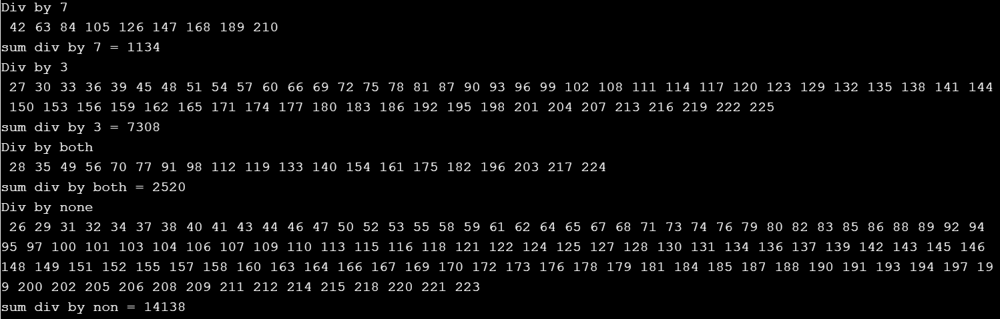 Div by 7
42 63 84 105 126 147 168 189 210
sum div by 7 = 1134
Div by 3
27 30 33 36 39 45 48 51 54 57 60 66 69 72 75 78 81 87 90 93 96 99 102 108 111 114 117 120 123 129 132 135 138 141 144
150 153 156 159 162 165 171 174 177 180 183 186 192 195 198 201 204 207 213 216 219 222 225
sum div by 3 = 7308
Div by both
28 35 49 56 70 77 91 98 112 119 133 140 154 161 175 182 196 203 217 224
sum div by both = 2520
Div by none
26 29 31 32 34 37 38 40 41 43 44 46 47 50 52 53 55 58 59 61 62 64 65 67 68 71 73 74 76 79 80 82 83 85 86 88 89 92 94
95 97 100 101 103 104 106 107 109 110 113 115 116 118 121 122 124 125 127 128 130 131 134 136 137 139 142 143 145 146
148 149 151 152 155 157 158 160 163 164 166 167 169 170 172 173 176 178 179 181 184 185 187 188 190 191 193 194 197 19
9 200 202 205 206 208 209 211 212 214 215 218 220 221 223
sum div by non = 14138